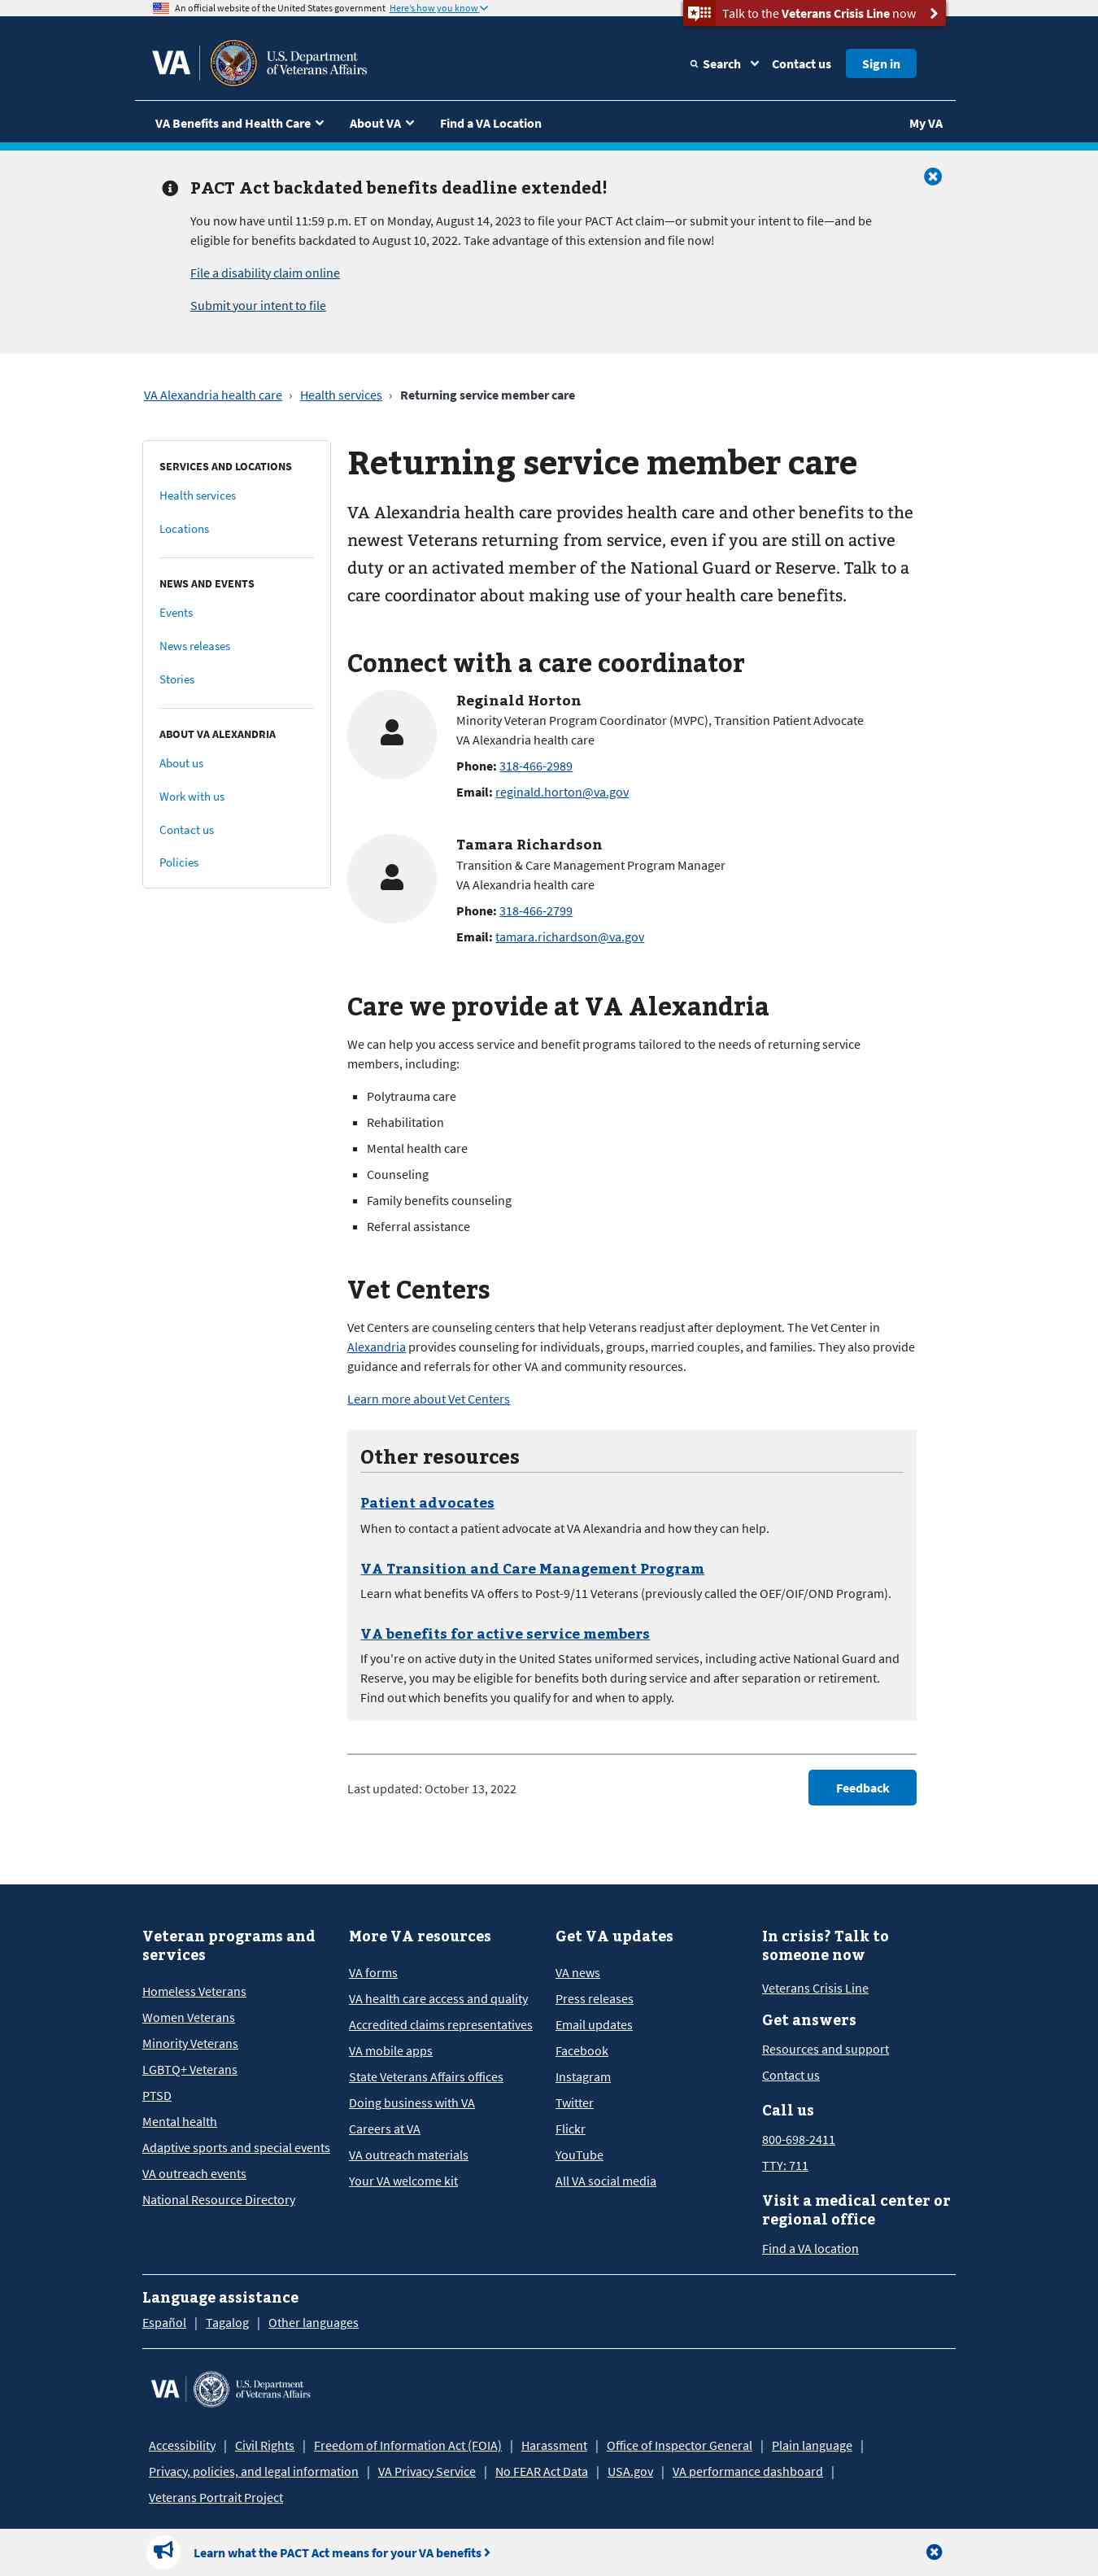 An official website of the United States government Here's how you know
Talk to the Veterans Crisis Line now
VA
U.S. Department
of Veterans Affairs
Search
Contact us
Sign in
VA Benefits and Health Care
About VA
Find a VA Location
My VA
PACT Act backdated benefits deadline extended!
You now have until 11:59 p.m. ET on Monday, August 14, 2023 to file your PACT Act claim—or submit your intent to file—and be
eligible for benefits backdated to August 10, 2022. Take advantage of this extension and file now!
File a disability claim online
Submit your intent to file
VA Alexandria health care › Health services › Returning service member care
SERVICES AND LOCATIONS
Health services
Locations
NEWS AND EVENTS
Events
News releases
Stories
ABOUT VA ALEXANDRIA
About us
Work with us
Contact us
Policies
Returning service member care
VA Alexandria health care provides health care and other benefits to the
newest Veterans returning from service, even if you are still on active
duty or an activated member of the National Guard or Reserve. Talk to a
care coordinator about making use of your health care benefits.
Connect with a care coordinator
Reginald Horton
Minority Veteran Program Coordinator (MVPC), Transition Patient Advocate
VA Alexandria health care
Phone: 318-466-2989
Email: reginald.horton@va.gov
Tamara Richardson
Transition & Care Management Program Manager
VA Alexandria health care
Phone: 318-466-2799
Email: tamara.richardson@va.gov
Care we provide at VA Alexandria
We can help you access service and benefit programs tailored to the needs of returning service
members, including:
Polytrauma care
Rehabilitation
Mental health care
Counseling
Family benefits counseling
Referral assistance
Vet Centers
Vet Centers are counseling centers that help Veterans readjust after deployment. The Vet Center in
Alexandria provides counseling for individuals, groups, married couples, and families. They also provide
guidance and referrals for other VA and community resources.
Learn more about Vet Centers
Other resources
Patient advocates
When to contact a patient advocate at VA Alexandria and how they can help.
VA Transition and Care Management Program
Learn what benefits VA offers to Post-9/11 Veterans (previously called the OEF/OIF/OND Program).
VA benefits for active service members
If you're on active duty in the United States uniformed services, including active National Guard and
Reserve, you may be eligible for benefits both during service and after separation or retirement.
Find out which benefits you qualify for and when to apply.
Last updated: October 13, 2022
Feedback
Veteran programs and
services
Homeless Veterans
Women Veterans
Minority Veterans
LGBTQ+ Veterans
PTSD
Mental health
Adaptive sports and special events
VA outreach events
National Resource Directory
More VA resources
VA forms
VA health care access and quality
Accredited claims representatives
VA mobile apps
State Veterans Affairs offices
Doing business with VA
Careers at VA
VA outreach materials
Your VA welcome kit
Get VA updates
VA news
Press releases
Email updates
Facebook
Instagram
Twitter
Flickr
YouTube
All VA social media
In crisis? Talk to
someone now
Veterans Crisis Line
Get answers
Resources and support
Contact us
Call us
800-698-2411
TTY: 711
Visit a medical center or
regional office
Find a VA location
Language assistance
Español | Tagalog | Other languages
VA
U.S. Department
of Veterans Affairs
Accessibility | Civil Rights | Freedom of Information Act (FOIA) | Harassment | Office of Inspector General | Plain language |
Privacy, policies, and legal information | VA Privacy Service | No FEAR Act Data | USA.gov | VA performance dashboard |
Veterans Portrait Project
Learn what the PACT Act means for your VA benefits